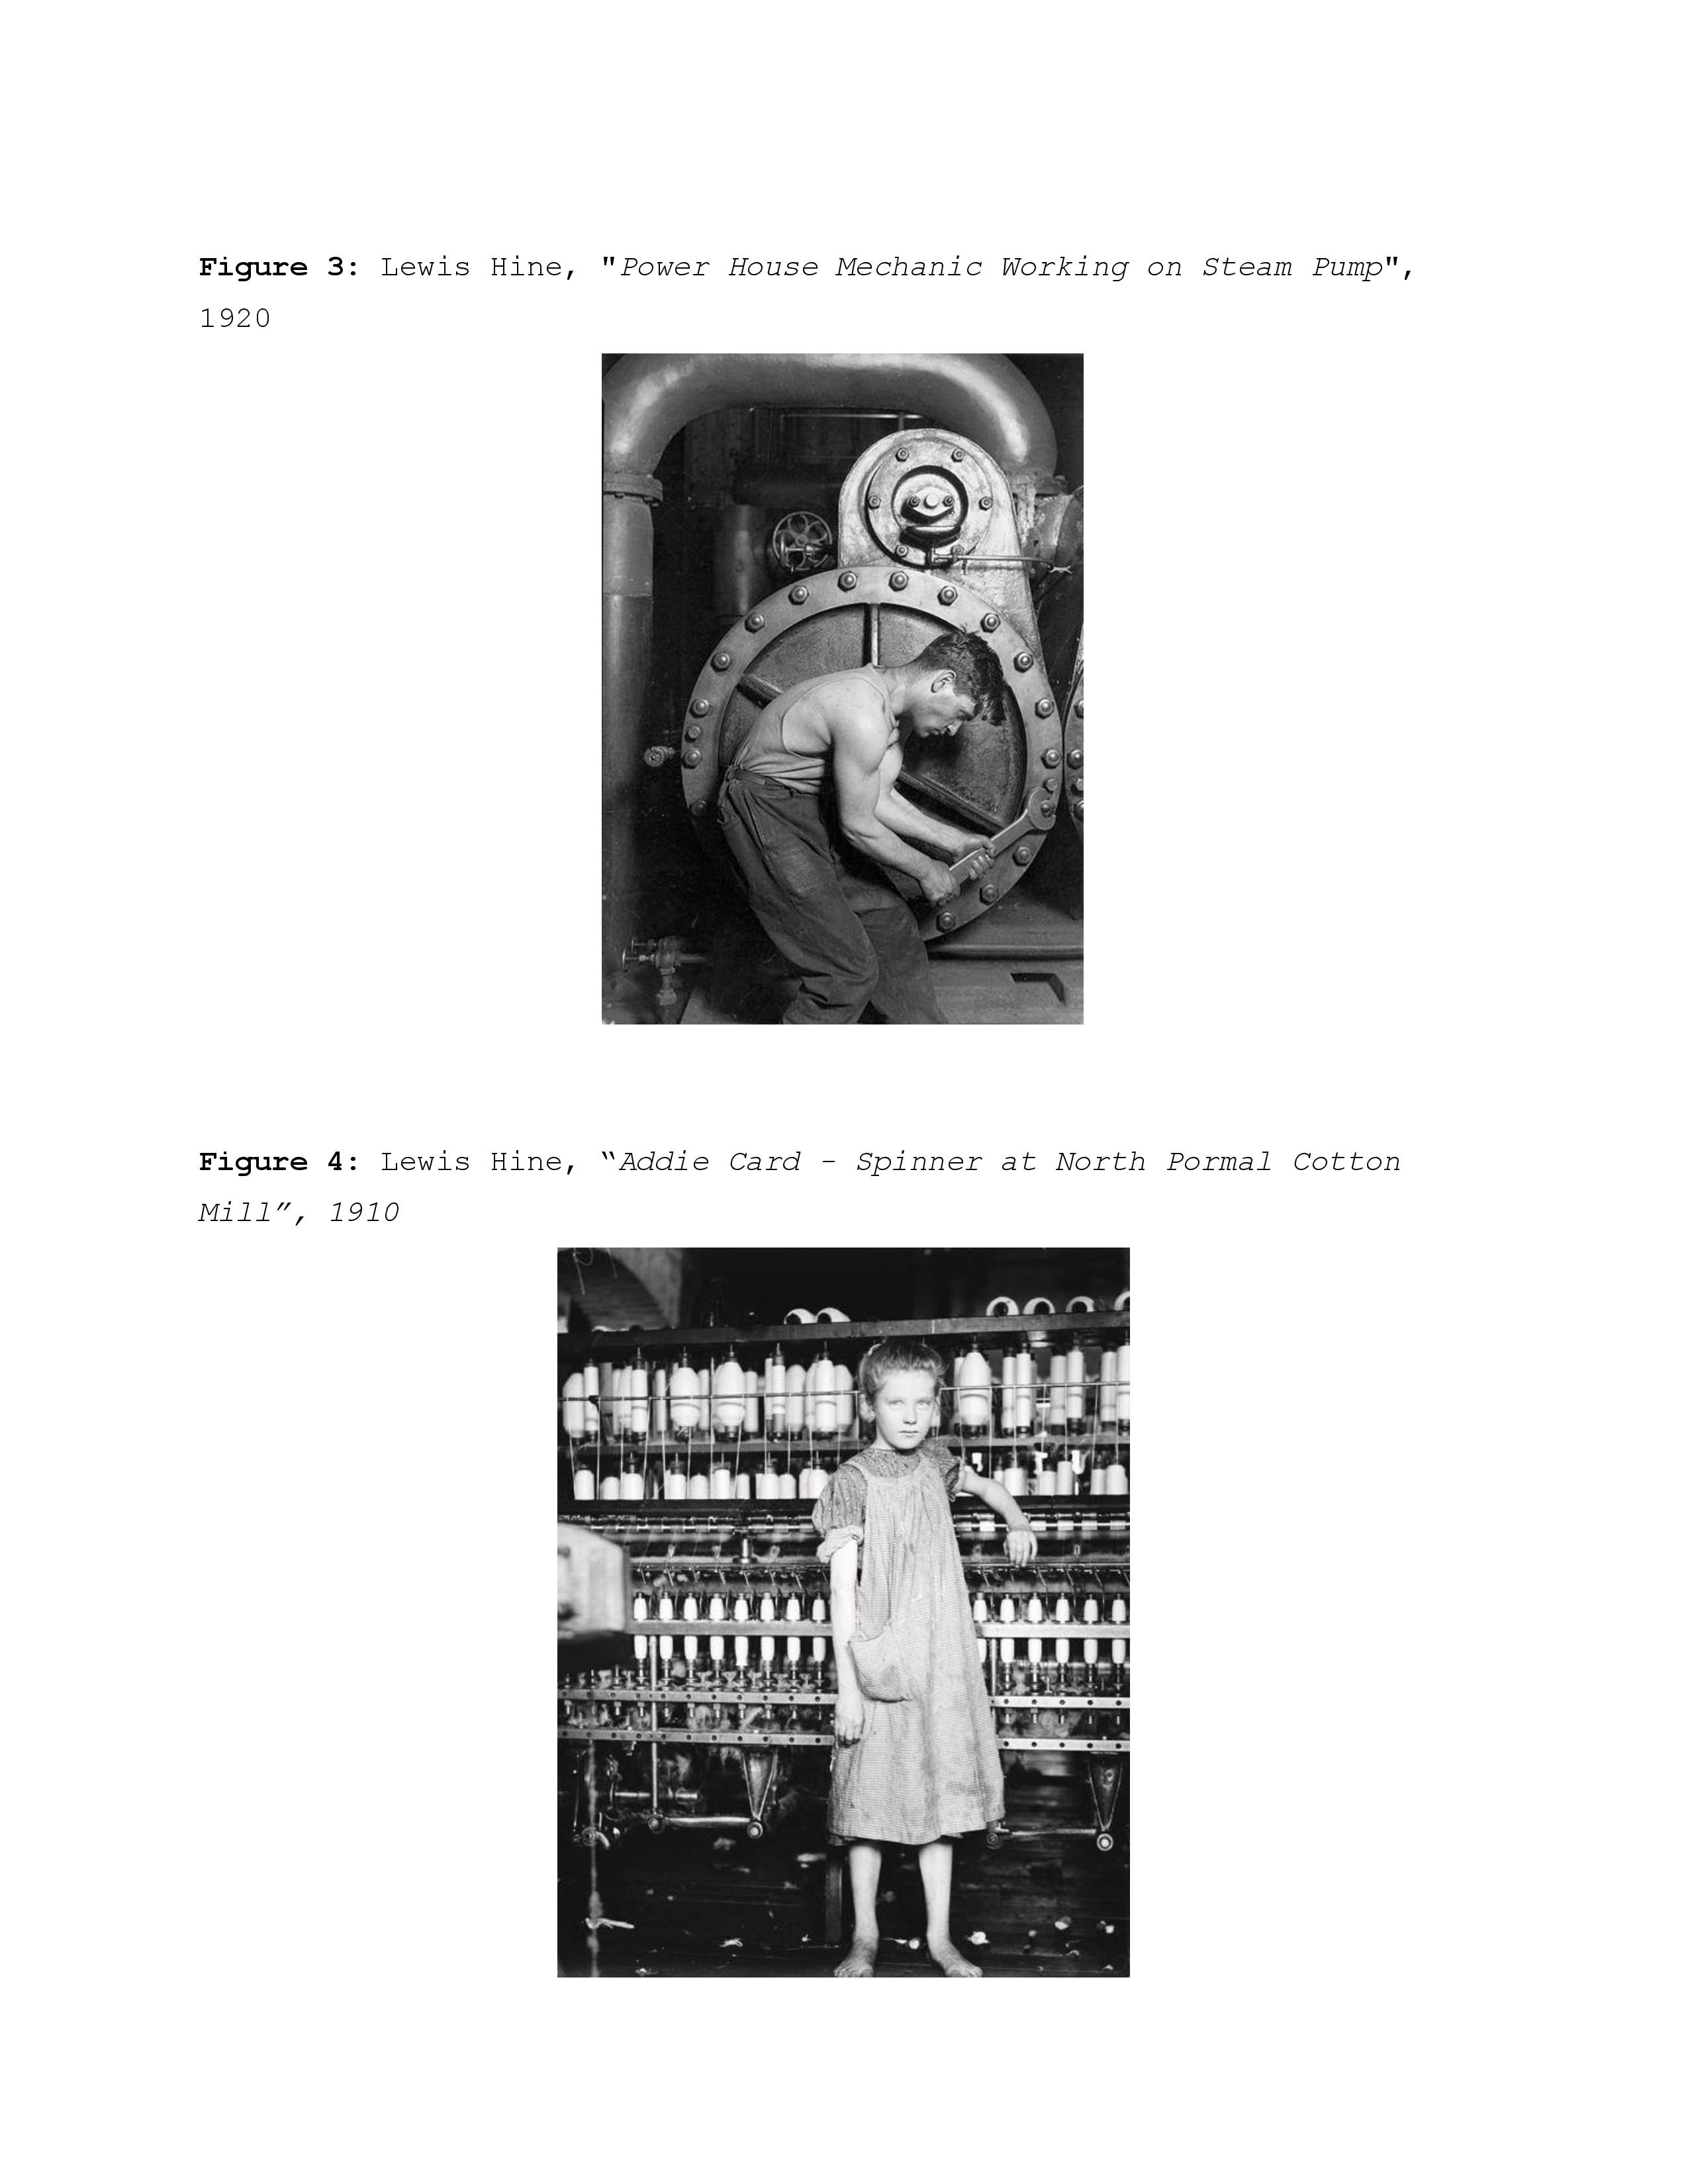 Figure 3: Lewis Hine, "Power House Mechanic Working on Steam Pump",
1920
Figure 4: Lewis Hine, “Addie Card - Spinner at North Pormal Cotton
Mill”, 1910